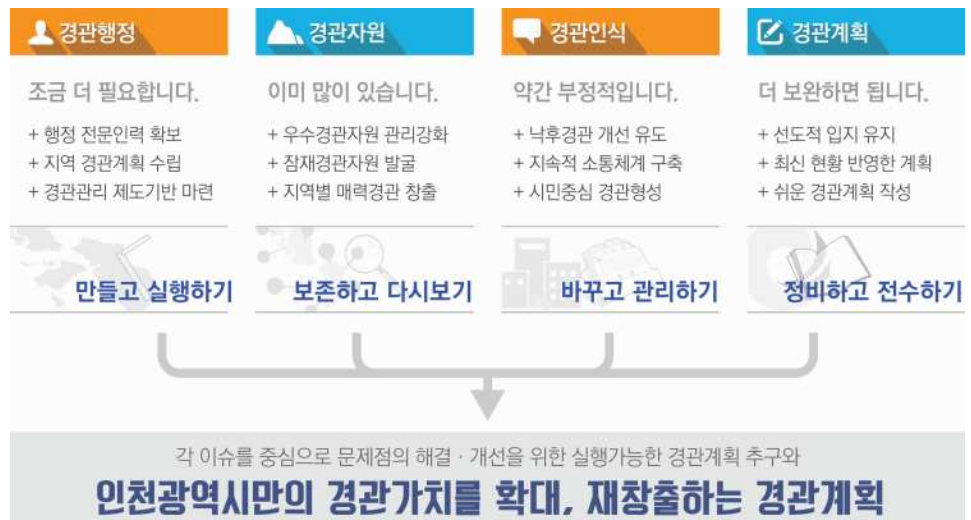 경관행정
조금 더 필요합니다.
+ 행정 전문인력 확보
+ 지역 경관계획 수립
+ 경관관리 제도기반 마련
만들고 실행하기
경관자원
이미 많이 있습니다.
+ 우수경관자원 관리강화
+ 잠재경관자원 발굴
+ 지역별 매력경관 창출
보존하고 다시보기
경관인식
약간 부정적입니다.
+ 낙후경관 개선 유도
+ 지속적 소통체계 구축
+ 시민중심 경관형성
바꾸고 관리하기
경관계획
더 보완하면 됩니다.
+ 선도적 입지 유지
+ 최신 현황 반영한 계획
+ 쉬운 경관계획 작성
정비하고 전수하기
각 이슈를 중심으로 문제점의 해결 · 개선을 위한 실행가능한 경관계획 추구와
인천광역시만의 경관가치를 확대, 재창출하는 경관계획